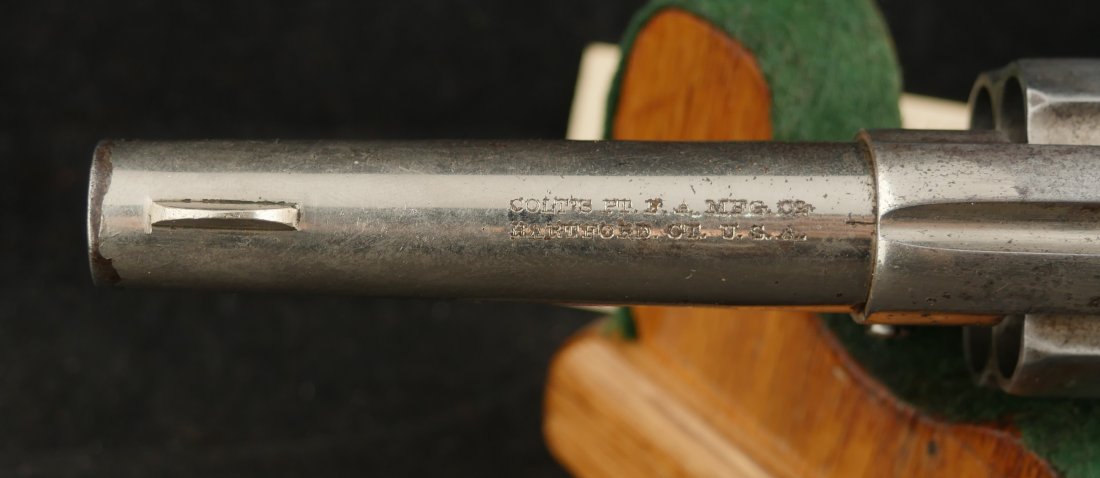 COLT'S PT. F. A. MFG. CO.
HARTFORD. CT. U. S. A.